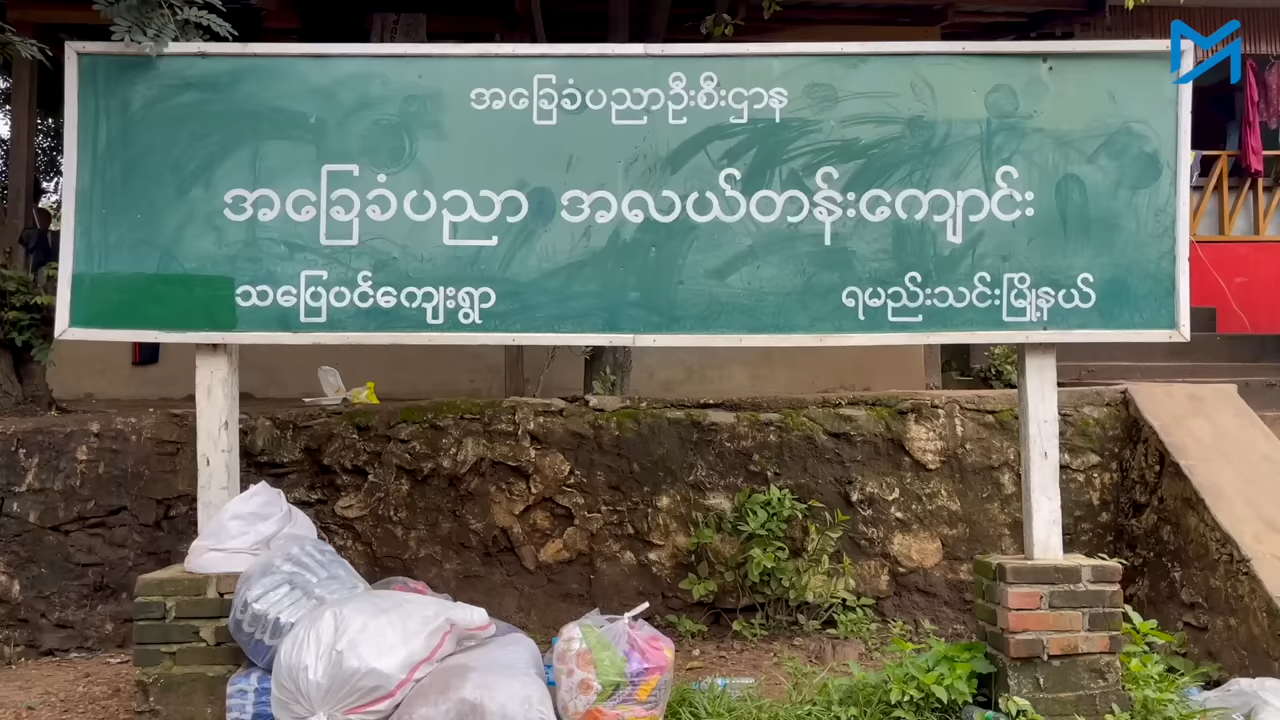 အခြေခံပညာဦးစီးဌာန
အခြေခံပညာ အလယ်တန်းကျောင်း
သပြေပင်ကျေးရွာ ရမည်းသင်းမြို့နယ်